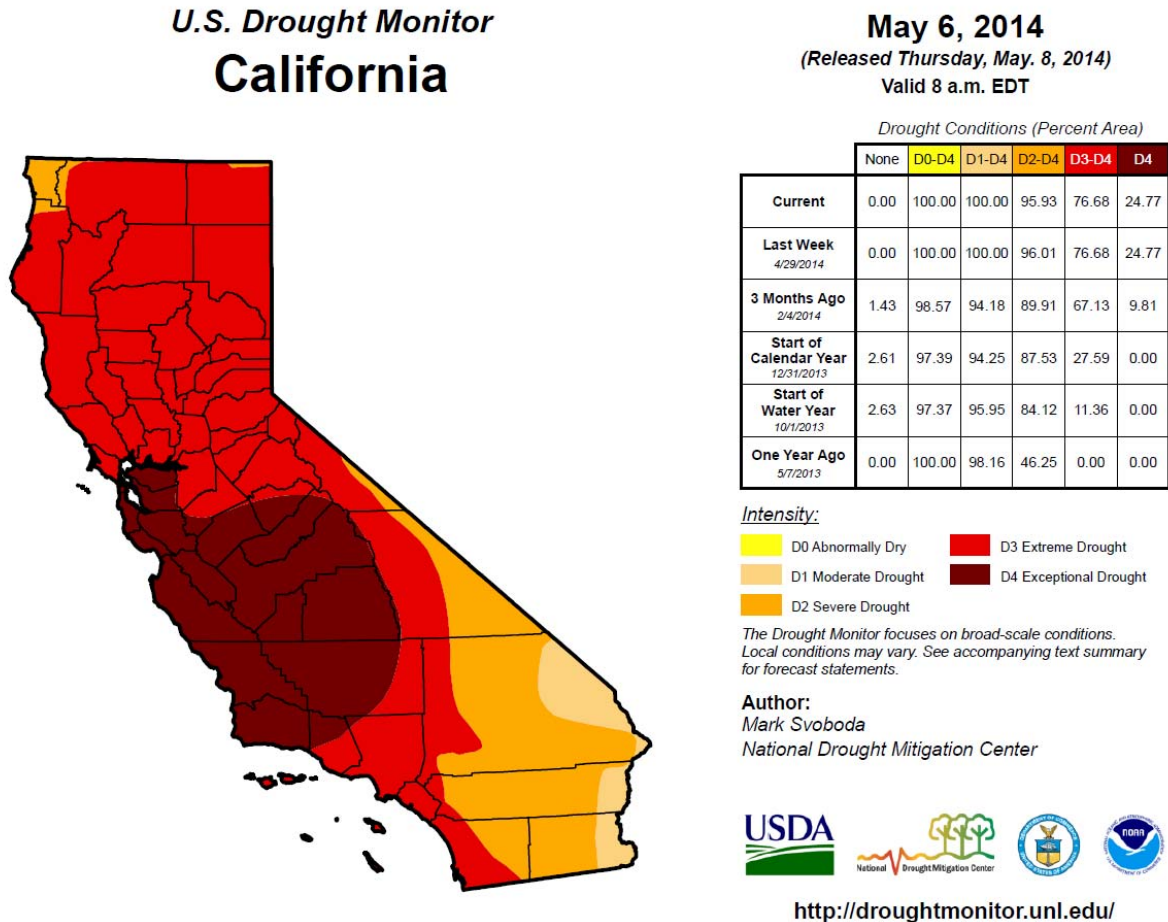 U.S. Drought Monitor
California
May 6, 2014
(Released Thursday, May. 8, 2014)
Valid 8 a.m. EDT
Drought Conditions (Percent Area)
None D0-D4 D1-D4 D2-D4 D3-D4 D4
Current 0.00 100.00 100.00 95.93 76.68 24.77
Last Week
4/29/2014
0.00 100.00 100.00 96.01 76.68 24.77
3 Months Ago
2/4/2014
1.43 98.57 94.18 89.91 67.13 9.81
Start of
Calendar Year
12/31/2013
2.61 97.39 94.25 87.53 27.59 0.00
Start of
Water Year
10/1/2013
2.63 97.37 95.95 84.12 11.36 0.00
One Year Ago
5/7/2013
0.00 100.00 98.16 46.25 0.00 0.00
Intensity:
D0 Abnormally Dry
D1 Moderate Drought
D2 Severe Drought
D3 Extreme Drought
D4 Exceptional Drought
The Drought Monitor focuses on broad-scale conditions.
Local conditions may vary. See accompanying text summary
for forecast statements.
Author:
Mark Svoboda
National Drought Mitigation Center
USDA
National Drought Mitigation Center
NOAA
http://droughtmonitor.unl.edu/